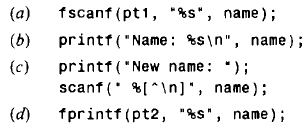 (a) fscanf(pt1, "%s", name);
(b) printf("Name: %s\n", name);
(c) printf("New name: ");
scanf(" %[^\n]", name);
(d) fprintf(pt2, "%s", name);